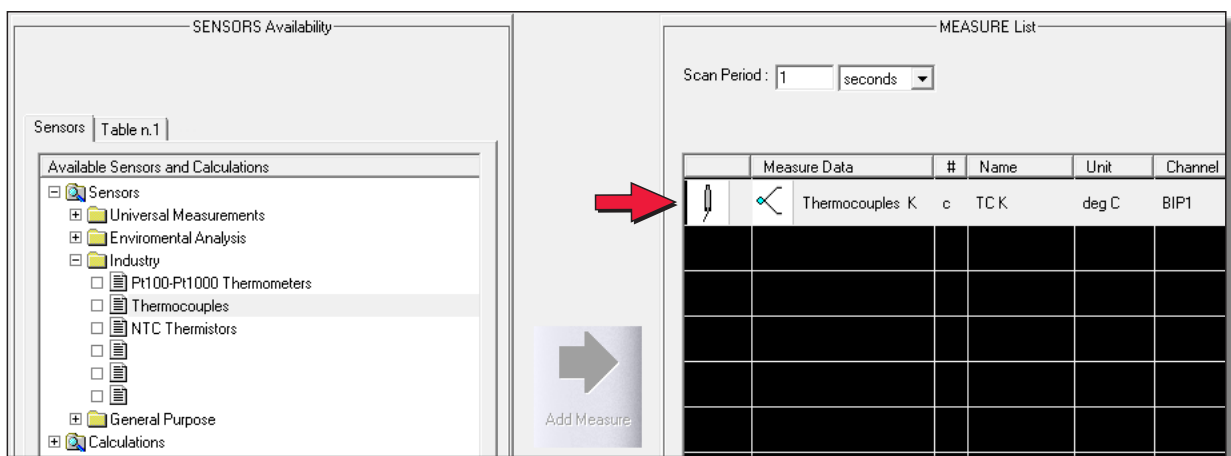 SENSORS Availability
Sensors
Table n.1
Available Sensors and Calculations
Sensors
Universal Measurements
Enviromental Analysis
Industry
Pt100-Pt1000 Thermometers
Thermocouples
NTC Thermistors
General Purpose
Calculations
Add Measure
MEASURE List
Scan Period : 1 seconds
Measure Data # Name Unit Channel
Thermocouples K c TC K deg C BIP1